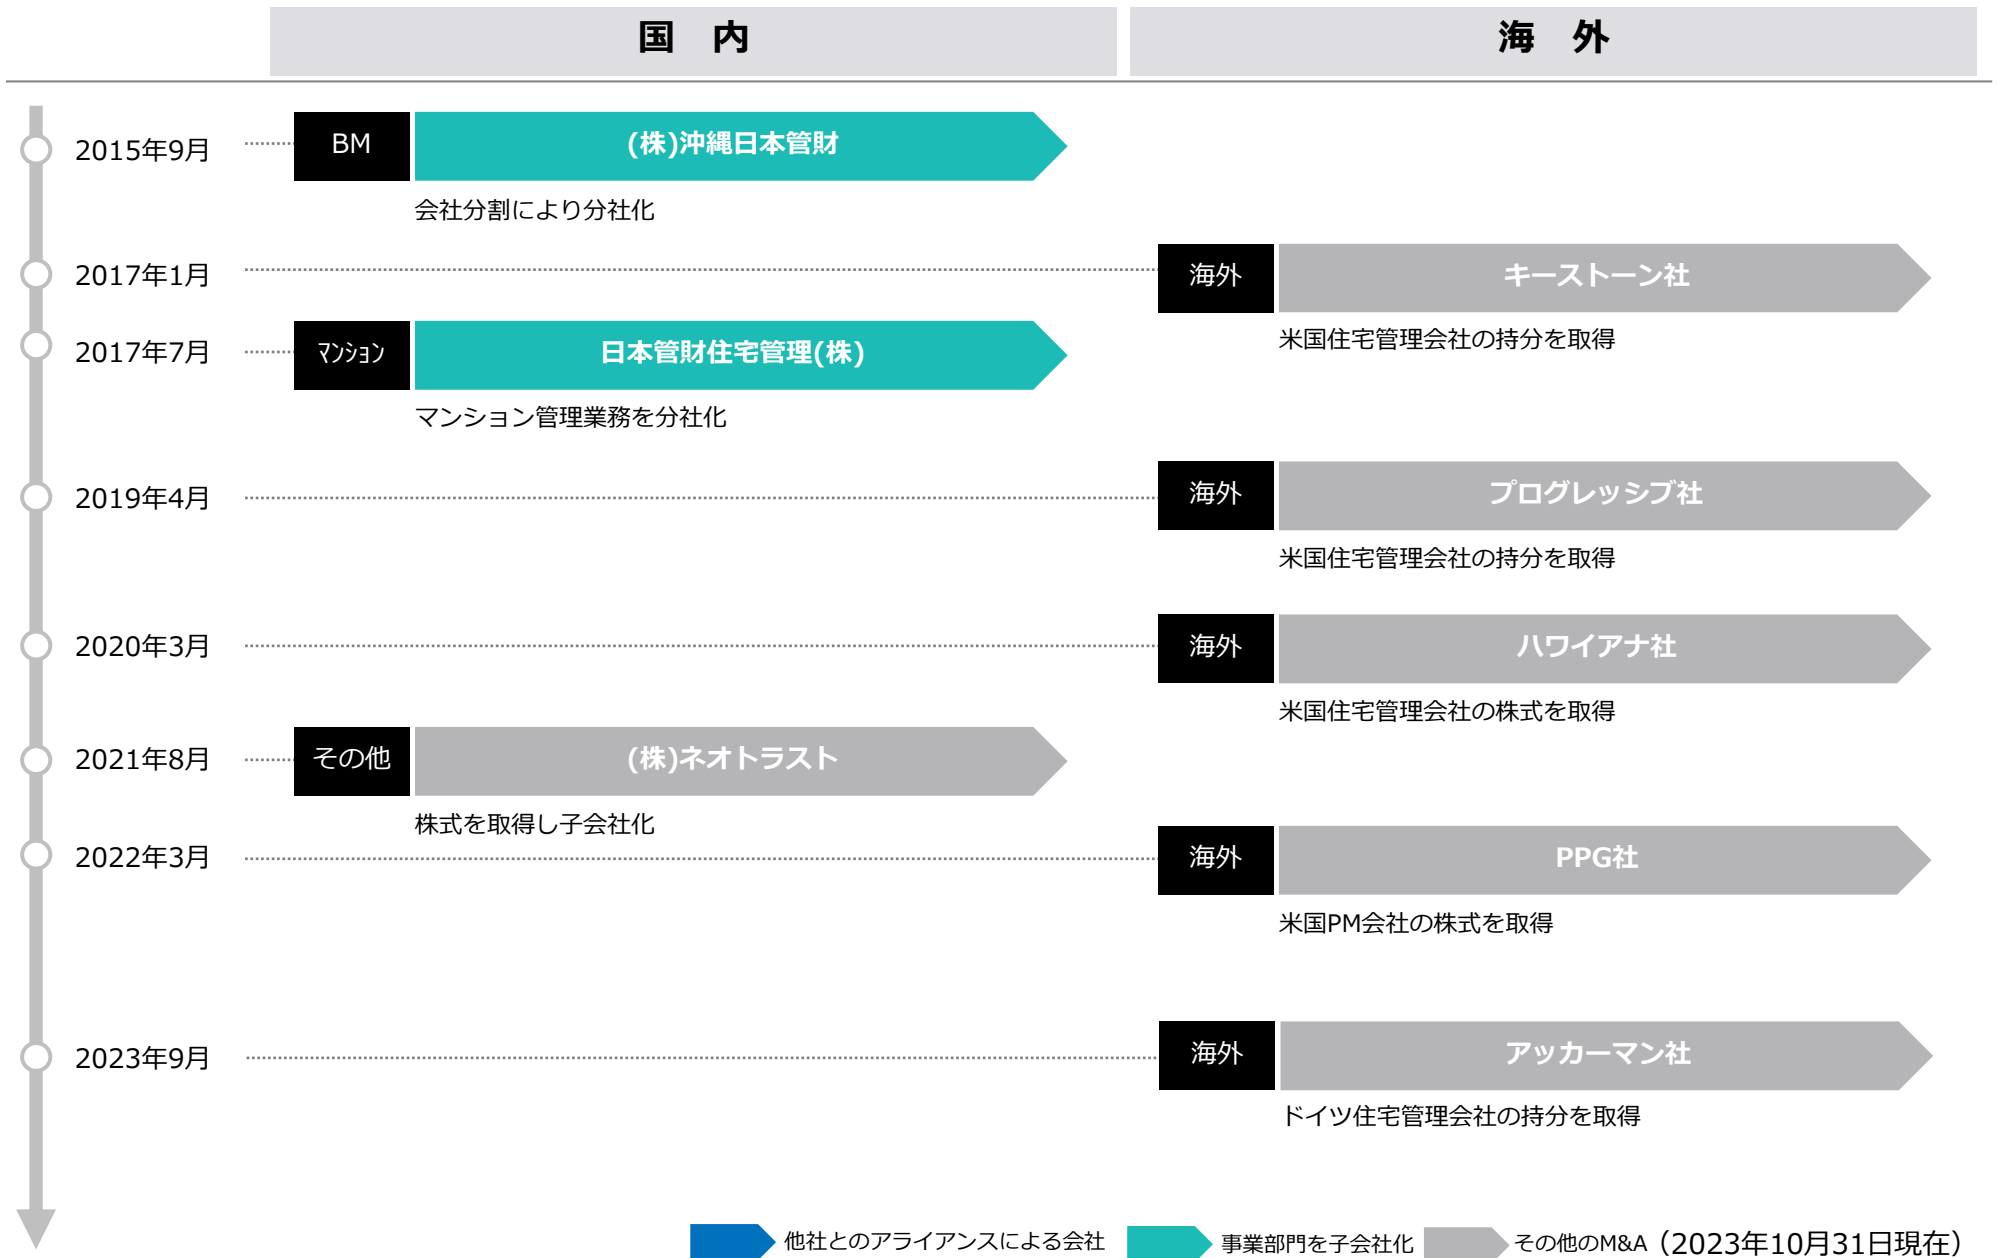 国　内
海　外
2015年9月
BM
(株)沖縄日本管財
会社分割により分社化
2017年1月
海外
キーストーン社
米国住宅管理会社の持分を取得
2017年7月
ﾏﾝｼｮﾝ
日本管財住宅管理(株)
マンション管理業務を分社化
2019年4月
海外
プログレッシブ社
米国住宅管理会社の持分を取得
2020年3月
海外
ハワイアナ社
米国住宅管理会社の株式を取得
2021年8月
その他
(株)ネオトラスト
株式を取得し子会社化
2022年3月
海外
PPG社
米国PM会社の株式を取得
2023年9月
海外
アッカーマン社
ドイツ住宅管理会社の持分を取得
他社とのアライアンスによる会社
事業部門を子会社化
その他のM&A
（2023年10月31日現在）